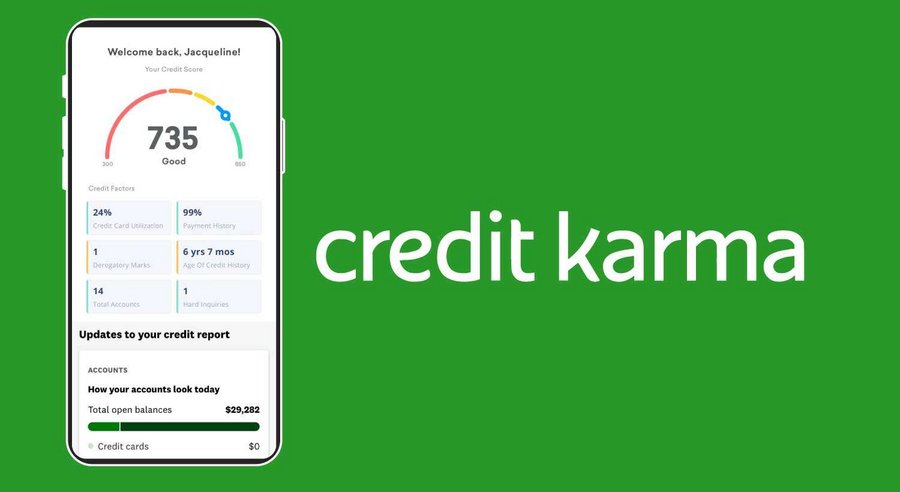 Welcome back, Jacqueline!
Your Credit Score
735
Good
300
850
Credit Factors
24%
Credit Card Utilization
99%
Payment History
1
Derogatory Marks
6 yrs 7 mos
Age Of Credit History
14
Total Accounts
1
Hard Inquiries
Updates to your credit report
ACCOUNTS
How your accounts look today
Total open balances $29,282
Credit cards $0
credit karma